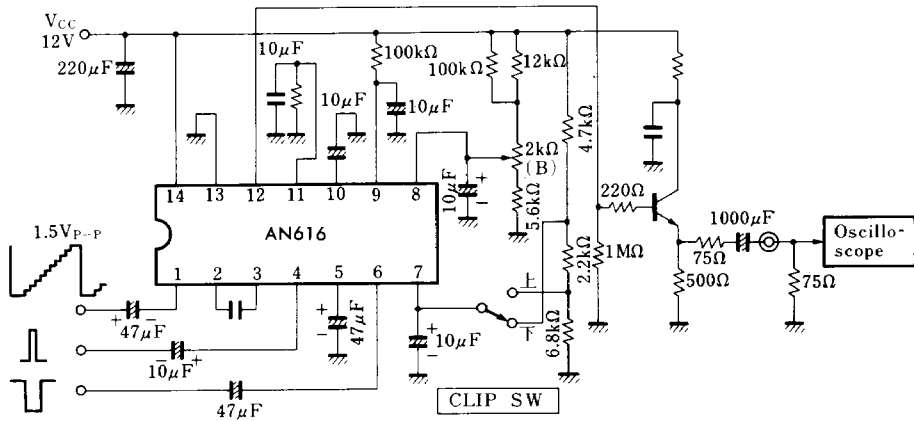 VCC
12V
220μF
10μF
10μF
100kΩ
10μF
100kΩ
12kΩ
4.7kΩ
2kΩ
(B)
5.6kΩ
10μF
+
-
220Ω
1000μF
75Ω
Oscillo-
scope
75Ω
500Ω
1MΩ
2.2kΩ
6.8kΩ
14 13 12 11 10 9 8
AN616
1 2 3 4 5 6 7
1.5VP-P
+ -
47μF
- +
10μF
47μF
+
-
47μF
+
-
10μF
上
下
CLIP SW